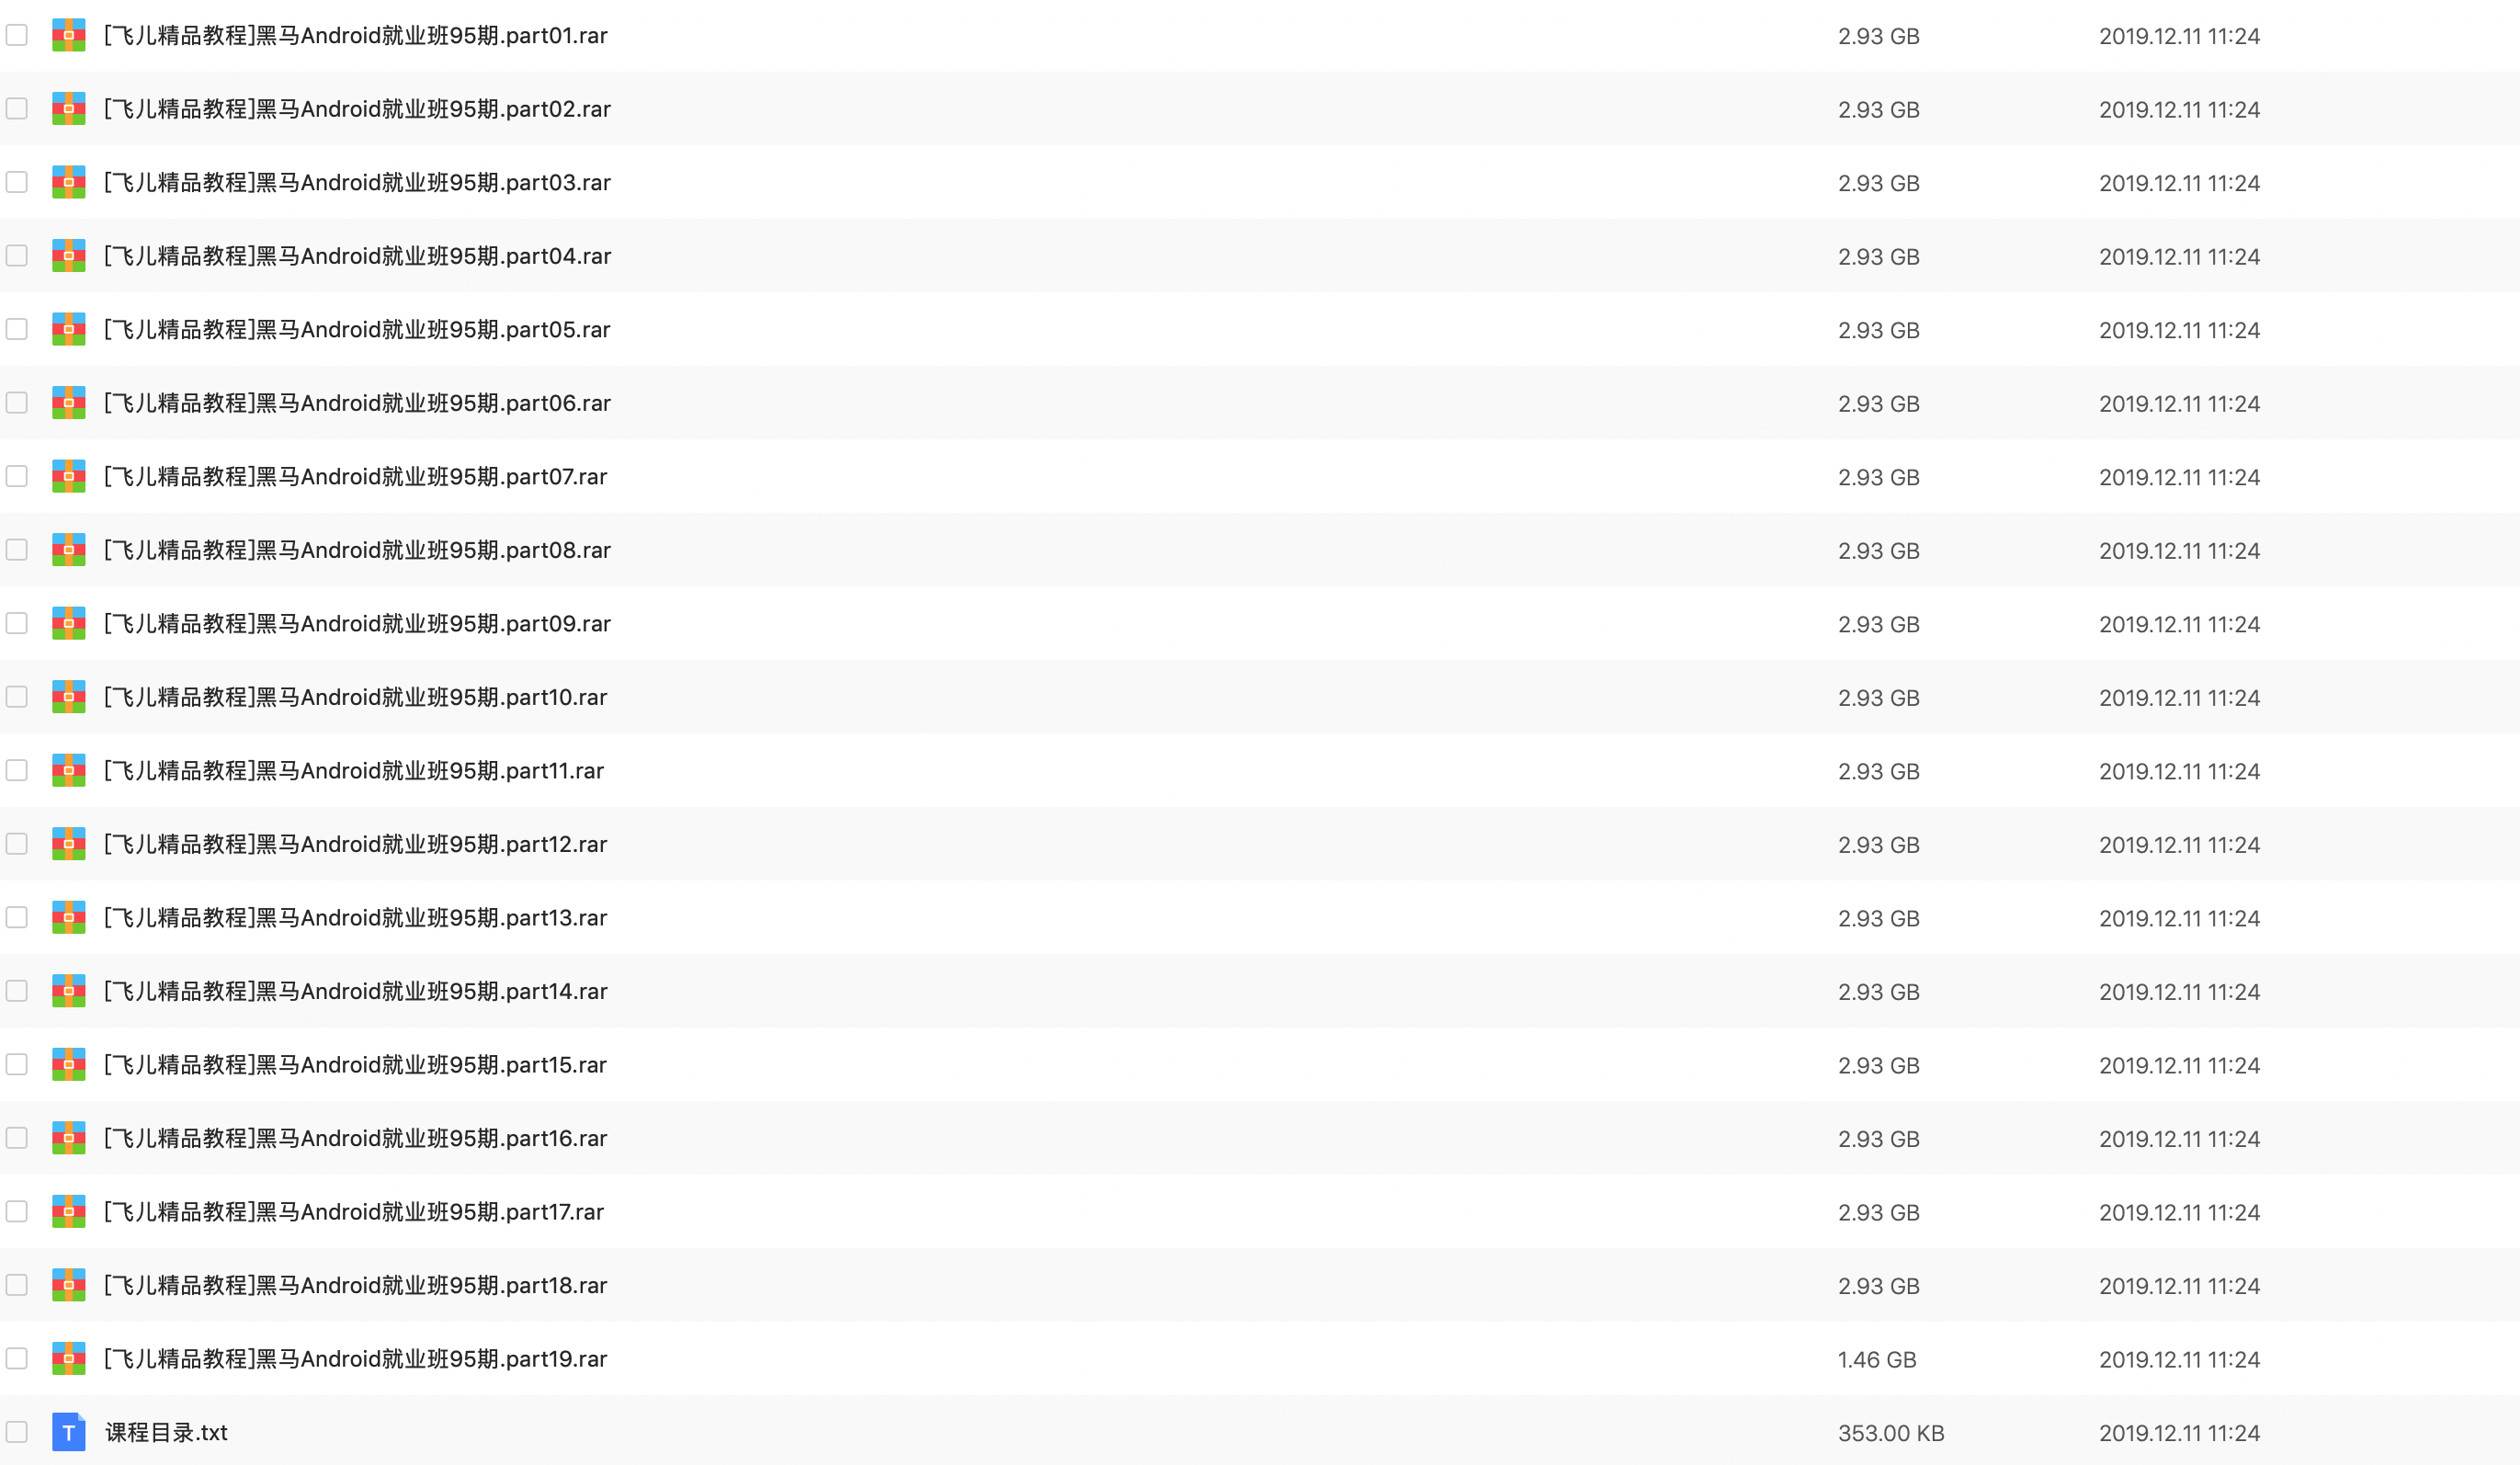 [飞儿精品教程]黑马Android就业班95期.part01.rar 2.93 GB 2019.12.11 11:24
[飞儿精品教程]黑马Android就业班95期.part02.rar 2.93 GB 2019.12.11 11:24
[飞儿精品教程]黑马Android就业班95期.part03.rar 2.93 GB 2019.12.11 11:24
[飞儿精品教程]黑马Android就业班95期.part04.rar 2.93 GB 2019.12.11 11:24
[飞儿精品教程]黑马Android就业班95期.part05.rar 2.93 GB 2019.12.11 11:24
[飞儿精品教程]黑马Android就业班95期.part06.rar 2.93 GB 2019.12.11 11:24
[飞儿精品教程]黑马Android就业班95期.part07.rar 2.93 GB 2019.12.11 11:24
[飞儿精品教程]黑马Android就业班95期.part08.rar 2.93 GB 2019.12.11 11:24
[飞儿精品教程]黑马Android就业班95期.part09.rar 2.93 GB 2019.12.11 11:24
[飞儿精品教程]黑马Android就业班95期.part10.rar 2.93 GB 2019.12.11 11:24
[飞儿精品教程]黑马Android就业班95期.part11.rar 2.93 GB 2019.12.11 11:24
[飞儿精品教程]黑马Android就业班95期.part12.rar 2.93 GB 2019.12.11 11:24
[飞儿精品教程]黑马Android就业班95期.part13.rar 2.93 GB 2019.12.11 11:24
[飞儿精品教程]黑马Android就业班95期.part14.rar 2.93 GB 2019.12.11 11:24
[飞儿精品教程]黑马Android就业班95期.part15.rar 2.93 GB 2019.12.11 11:24
[飞儿精品教程]黑马Android就业班95期.part16.rar 2.93 GB 2019.12.11 11:24
[飞儿精品教程]黑马Android就业班95期.part17.rar 2.93 GB 2019.12.11 11:24
[飞儿精品教程]黑马Android就业班95期.part18.rar 2.93 GB 2019.12.11 11:24
[飞儿精品教程]黑马Android就业班95期.part19.rar 1.46 GB 2019.12.11 11:24
T 课程目录.txt 353.00 KB 2019.12.11 11:24